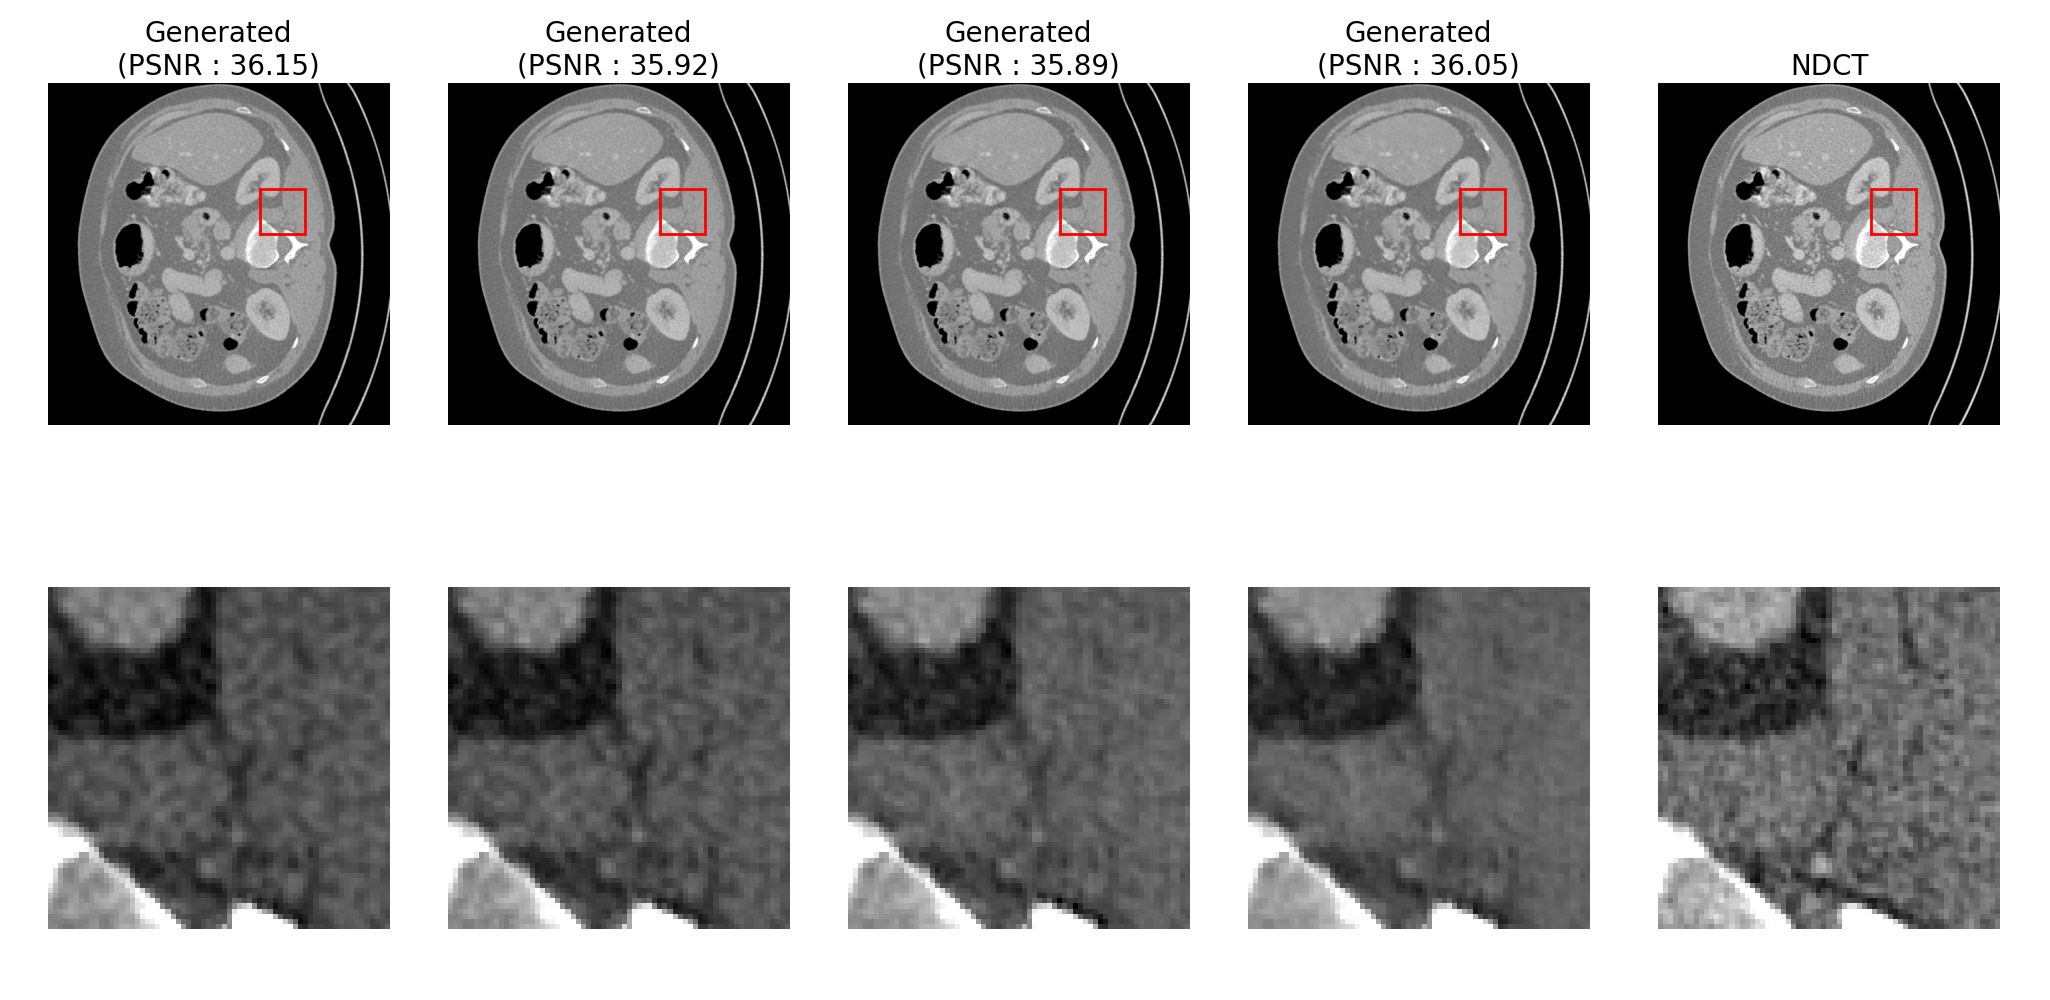 Generated
(PSNR : 36.15)
Generated
(PSNR : 35.92)
Generated
(PSNR : 35.89)
Generated
(PSNR : 36.05)
NDCT